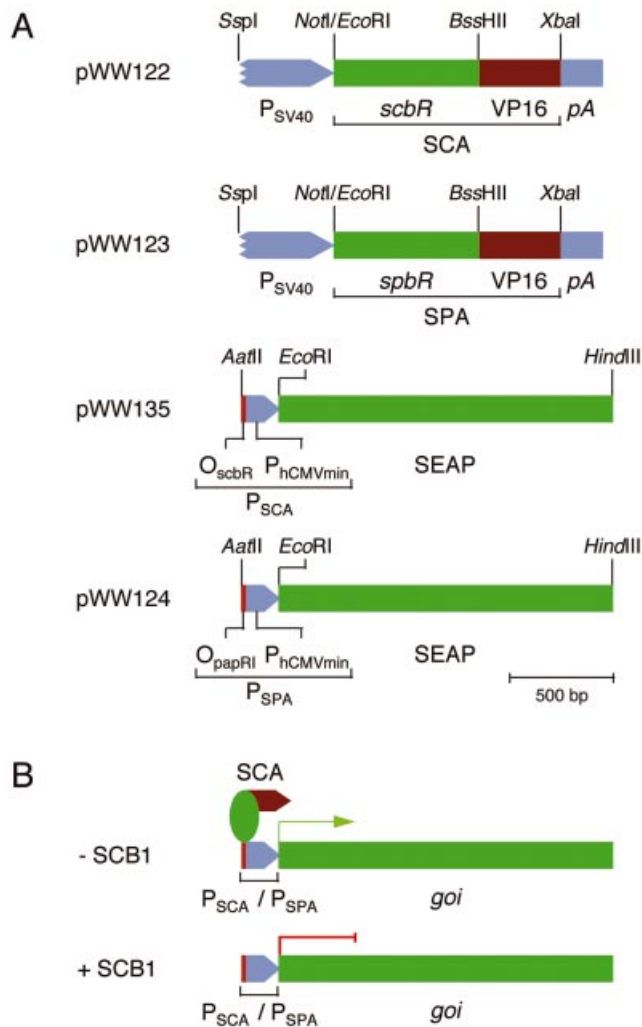 A
SspI NotI/EcoRI BssHII XbaI
pWW122
PSV40 scbR VP16 pA
SCA
SspI NotI/EcoRI BssHII XbaI
pWW123
PSV40 spbR VP16 pA
SPA
AatII EcoRI HindIII
pWW135
OscbR PhCMVmin SEAP
PSCA
AatII EcoRI HindIII
pWW124
OpapRI PhCMVmin SEAP
PSPA
500 bp
B
SCA
- SCB1
PSCA / PSPA goi
+ SCB1
PSCA / PSPA goi